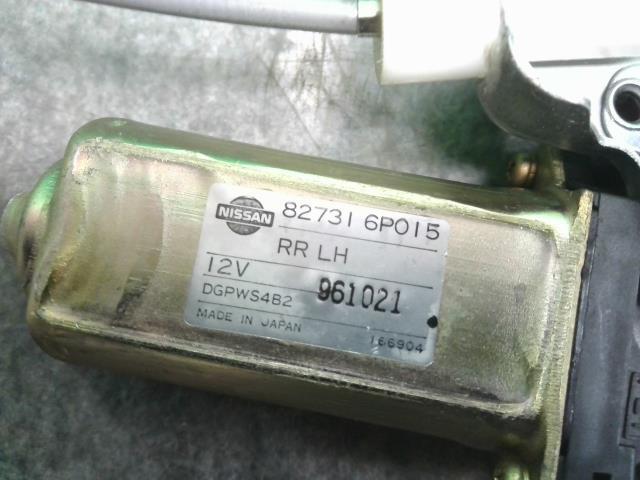 NISSAN 82731 6P015
RR LH
12V
DGPWS4B2 961021
MADE IN JAPAN 166904